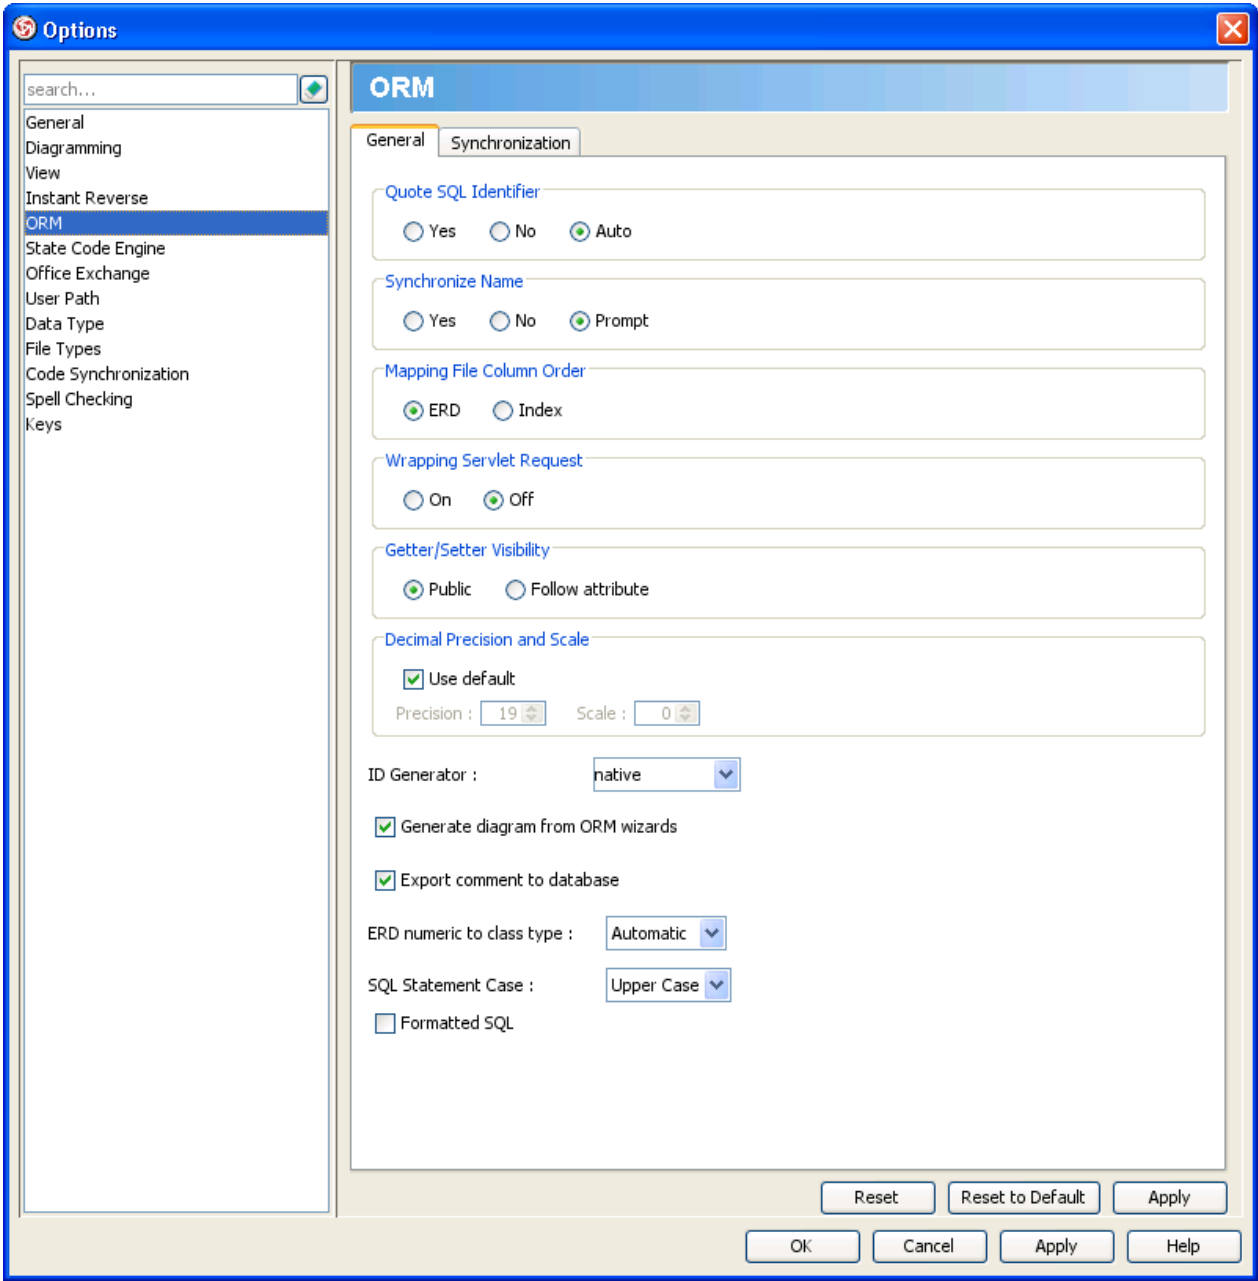 Options
search...
General
Diagramming
View
Instant Reverse
ORM
State Code Engine
Office Exchange
User Path
Data Type
File Types
Code Synchronization
Spell Checking
Keys
ORM
General Synchronization
Quote SQL Identifier
Yes No Auto
Synchronize Name
Yes No Prompt
Mapping File Column Order
ERD Index
Wrapping Servlet Request
On Off
Getter/Setter Visibility
Public Follow attribute
Decimal Precision and Scale
Use default
Precision : 19 Scale : 0
ID Generator : native
Generate diagram from ORM wizards
Export comment to database
ERD numeric to class type : Automatic
SQL Statement Case : Upper Case
Formatted SQL
Reset Reset to Default Apply
OK Cancel Apply Help